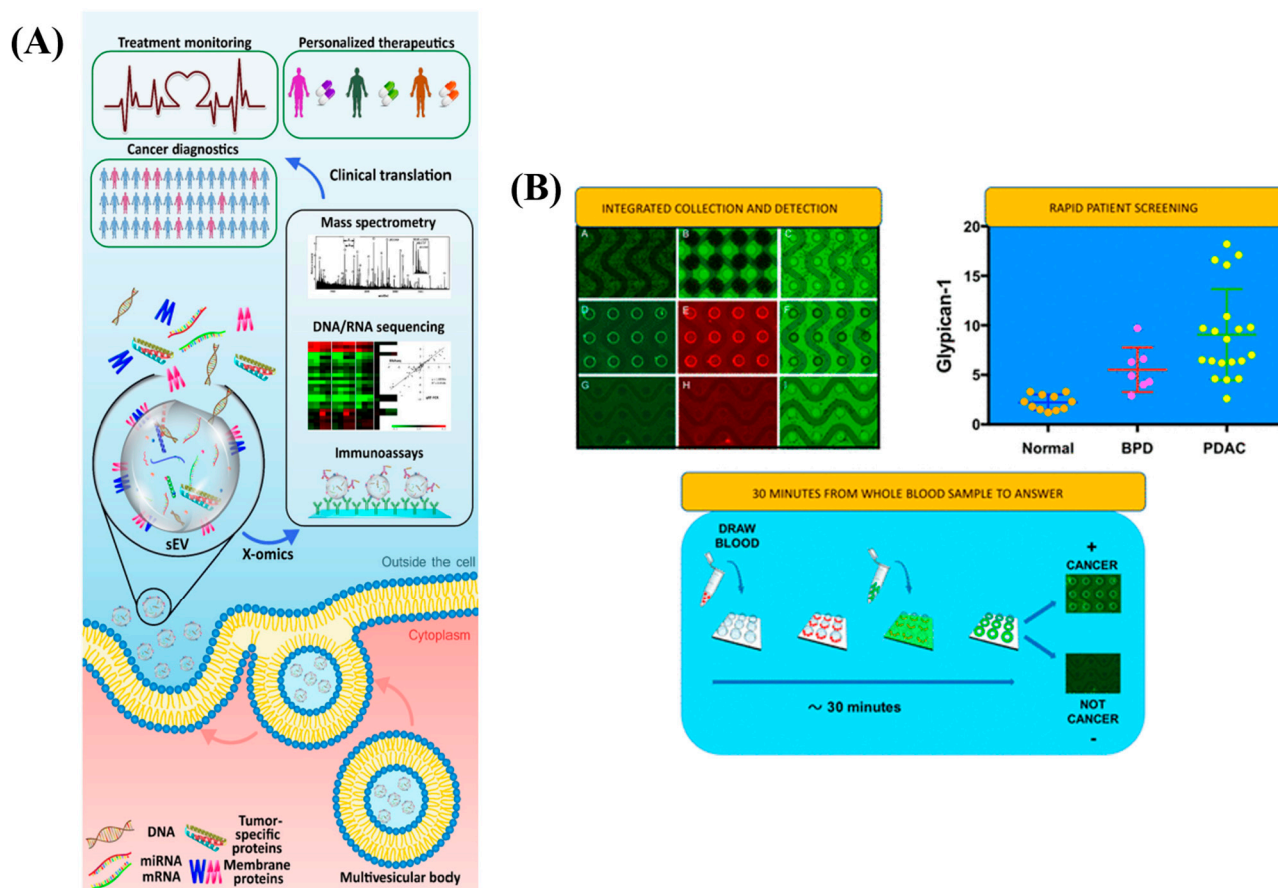 (A)
Treatment monitoring
Personalized therapeutics
Cancer diagnostics
Clinical translation
Mass spectrometry
DNA/RNA sequencing
Immunoassays
sEV
X-omics
Outside the cell
Cytoplasm
DNA
Tumor-
specific
proteins
miRNA
mRNA
Membrane
proteins
Multivesicular body
(B)
INTEGRATED COLLECTION AND DETECTION
A
B
C
D
E
F
G
H
I
RAPID PATIENT SCREENING
Glypican-1
20
15
10
5
0
Normal
BPD
PDAC
30 MINUTES FROM WHOLE BLOOD SAMPLE TO ANSWER
DRAW
BLOOD
~ 30 minutes
+
CANCER
NOT
CANCER
-